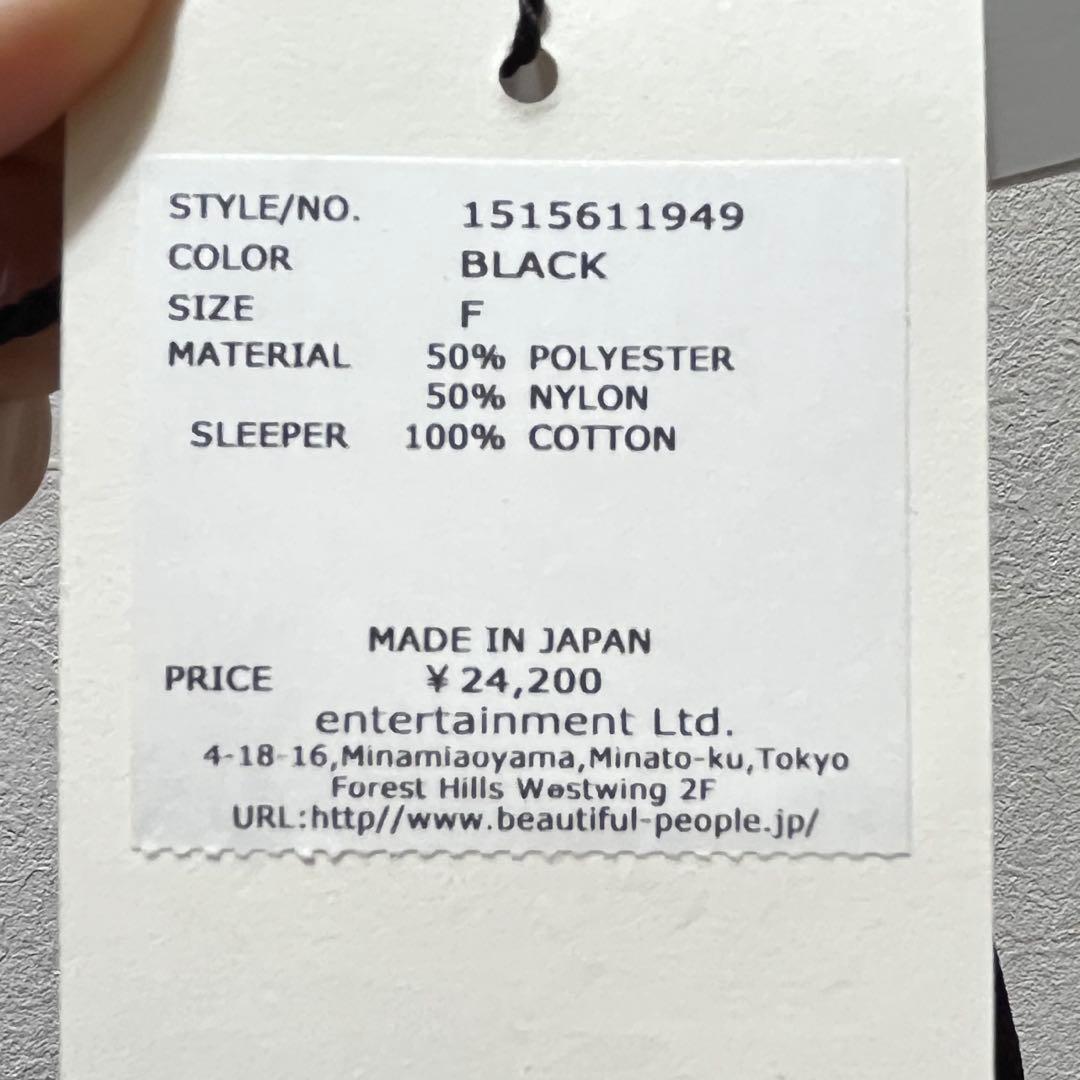 STYLE/NO. 1515611949
COLOR BLACK
SIZE F
MATERIAL 50% POLYESTER
50% NYLON
SLEEPER 100% COTTON
MADE IN JAPAN
PRICE ¥24,200
entertainment Ltd.
4-18-16,Minamiaoyama,Minato-ku,Tokyo
Forest Hills Westwing 2F
URL:http//www.beautiful-people.jp/